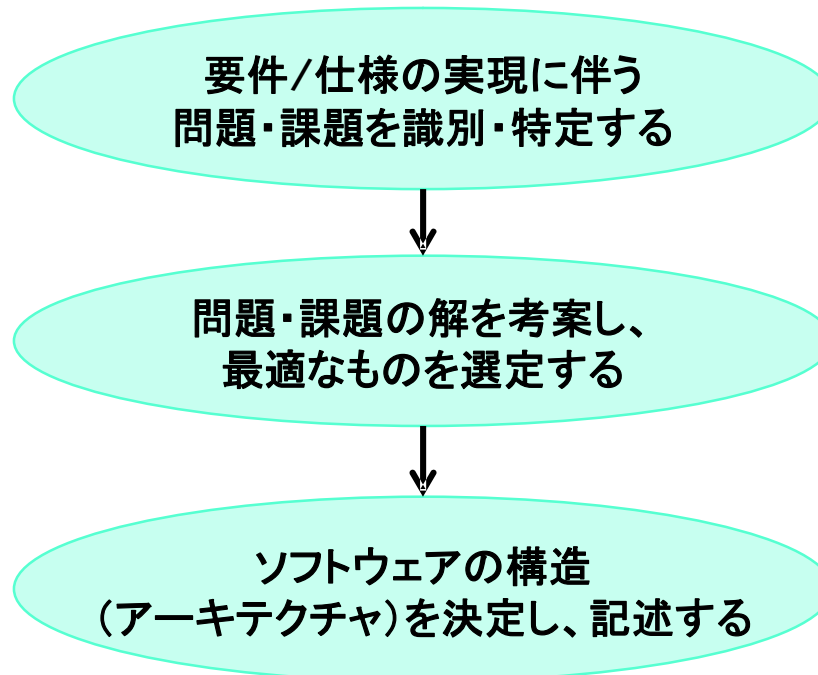 要件/仕様の実現に伴う
問題・課題を識別・特定する
問題・課題の解を考案し、
最適なものを選定する
ソフトウェアの構造
(アーキテクチャ)を決定し、記述する